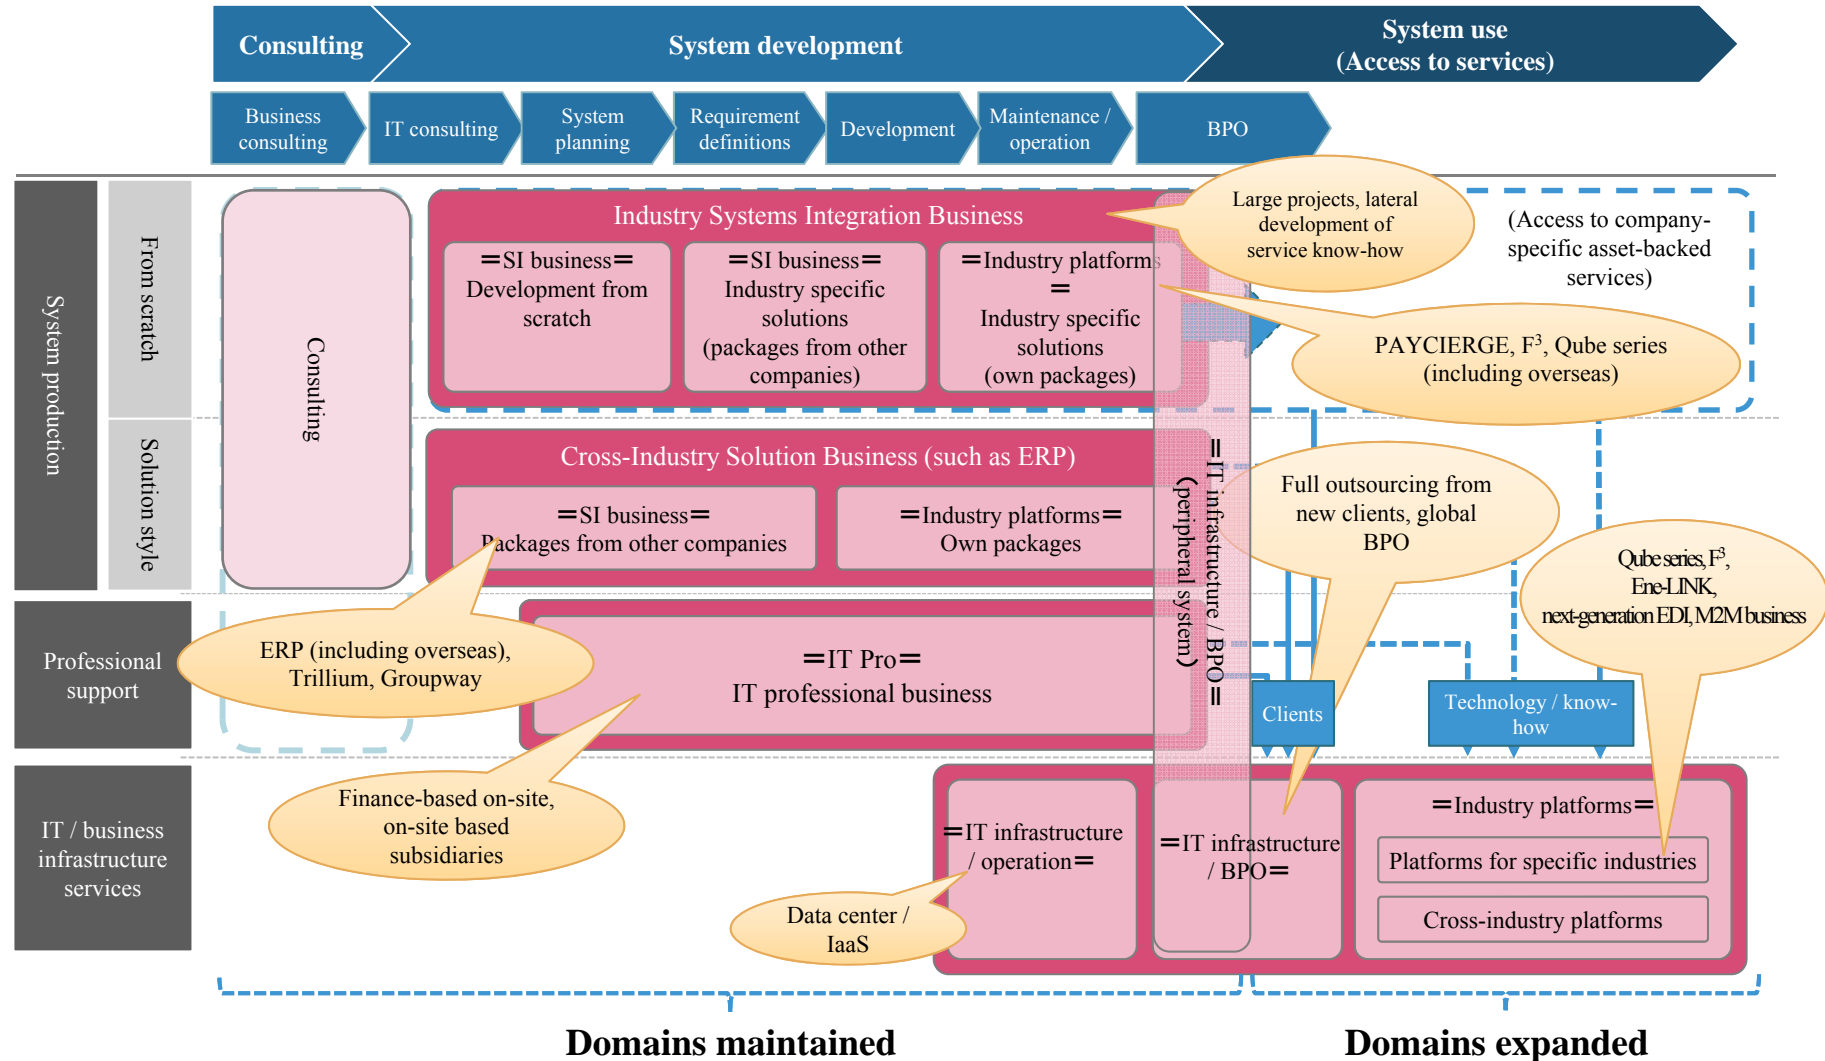 Consulting
System development
System use
(Access to services)
Business
consulting
IT consulting
System
planning
Requirement
definitions
Development
Maintenance /
operation
BPO
System production
From scratch
Solution style
Consulting
Industry Systems Integration Business
=SI business=
Development from
scratch
=SI business=
Industry specific
solutions
(packages from other
companies)
=Industry platforms
=
Industry specific
solutions
(own packages)
Large projects, lateral
development of
service know-how
(Access to company-
specific asset-backed
services)
PAYCIERGE, F³, Qube series
(including overseas)
Cross-Industry Solution Business (such as ERP)
=SI business=
Packages from other companies
=Industry platforms=
Own packages
=IT infrastructure / BPO=
(peripheral system)
Full outsourcing from
new clients, global
BPO
Qube series, F³,
Ene-LINK,
next-generation EDI, M2M business
Professional
support
ERP (including overseas),
Trillium, Groupway
=IT Pro=
IT professional business
Clients
Technology / know-
how
IT / business
infrastructure
services
Finance-based on-site,
on-site based
subsidiaries
Data center /
IaaS
=IT infrastructure
/ operation=
=IT infrastructure
/ BPO=
=Industry platforms=
Platforms for specific industries
Cross-industry platforms
Domains maintained
Domains expanded